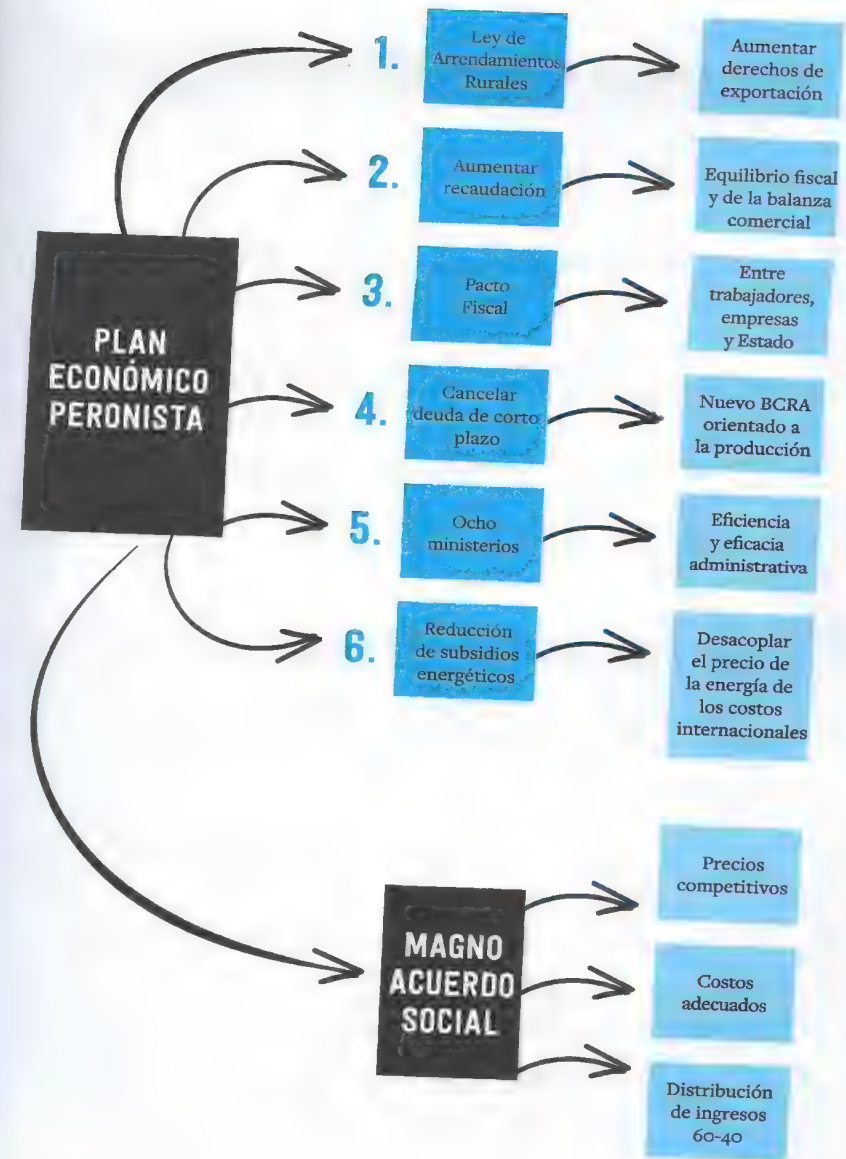 PLAN
ECONÓMICO
PERONISTA
1.
Ley de
Arrendamientos
Rurales
Aumentar
derechos de
exportación
2.
Aumentar
recaudación
Equilibrio fiscal
y de la balanza
comercial
3.
Pacto
Fiscal
Entre
trabajadores,
empresas
y Estado
4.
Cancelar
deuda de corto
plazo
Nuevo BCRA
orientado a
la producción
5.
Ocho
ministerios
Eficiencia
y eficacia
administrativa
6.
Reducción
de subsidios
energéticos
Desacoplar
el precio de
la energía de
los costos
internacionales
MAGNO
ACUERDO
SOCIAL
Precios
competitivos
Costos
adecuados
Distribución
de ingresos
60-40